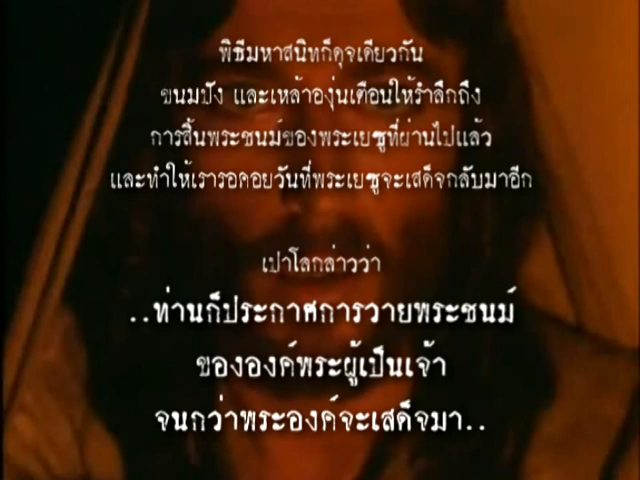 พิธีมหาสนิทก็ดุจเดียวกัน
ขนมปัง และเหล้าองุ่นเตือนให้รำลึกถึง
การสิ้นพระชนม์ของพระเยซูที่ผ่านไปแล้ว
และทำให้เรารอคอยวันที่พระเยซูจะเสด็จกลับมาอีก
เปาโลกล่าวว่า
..ท่านก็ประกาศการวายพระชนม์
ขององค์พระผู้เป็นเจ้า
จนกว่าพระองค์จะเสด็จมา..